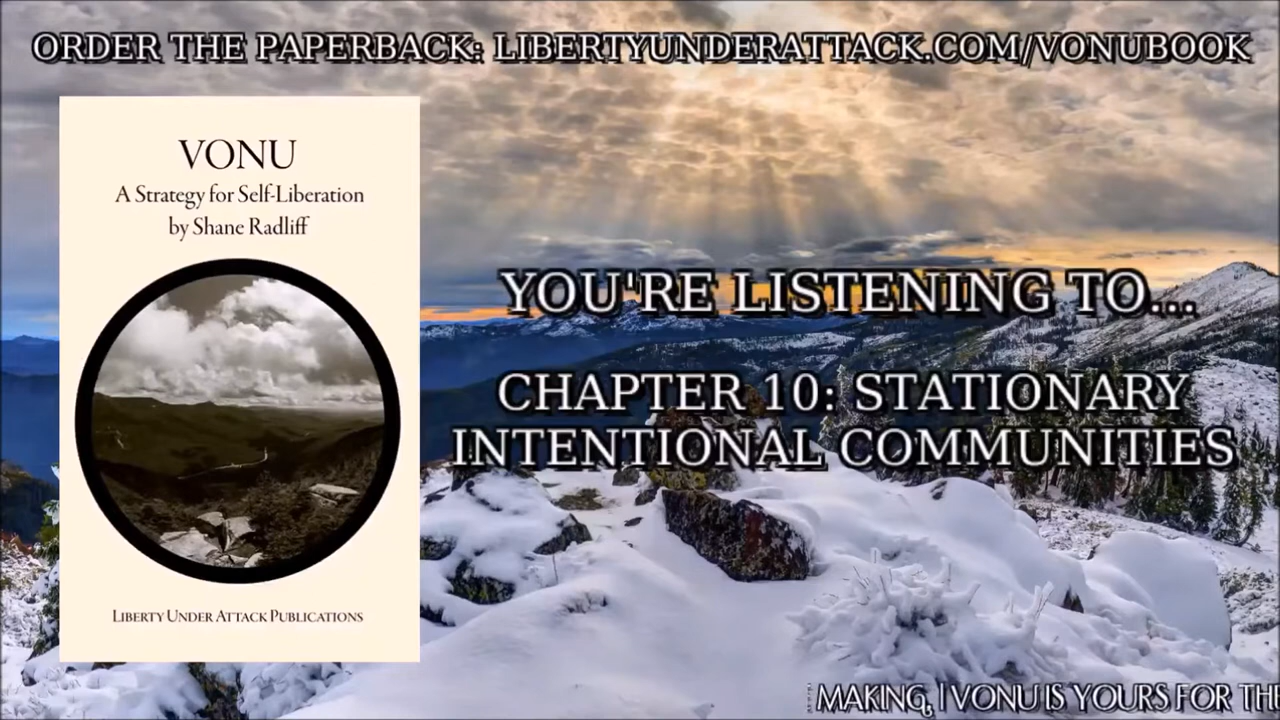 ORDER THE PAPERBACK: LIBERTYUNDERATTACK.COM/VONUBOOK
VONU
A Strategy for Self-Liberation
by Shane Radliff
LIBERTY UNDER ATTACK PUBLICATIONS
YOU'RE LISTENING TO...
CHAPTER 10: STATIONARY
INTENTIONAL COMMUNITIES
MAKING, | VONU IS YOURS FOR THE